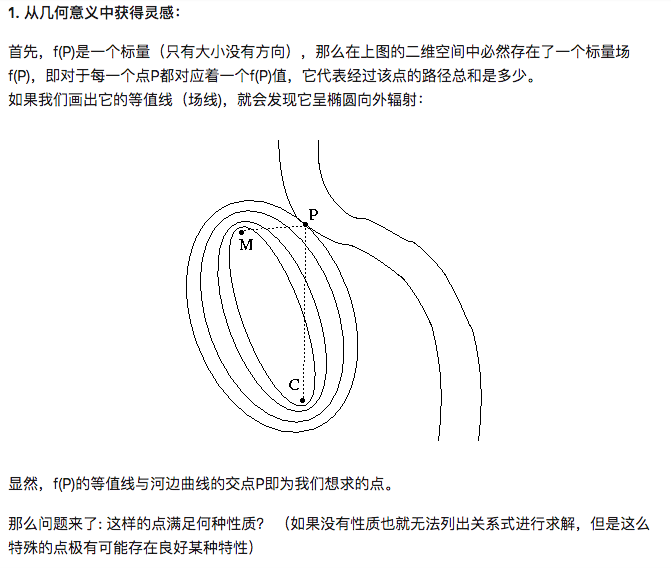 1. 从几何意义中获得灵感：
首先，f(P)是一个标量（只有大小没有方向），那么在上图的二维空间中必然存在了一个标量场
f(P)，即对于每一个点P都对应着一个f(P)值，它代表经过该点的路径总和是多少。
如果我们画出它的等值线（场线)，就会发现它呈椭圆向外辐射：
P
M
C
显然，f(P)的等值线与河边曲线的交点P即为我们想求的点。
那么问题来了: 这样的点满足何种性质？ （如果没有性质也就无法列出关系式进行求解，但是这么
特殊的点极有可能存在良好某种特性）